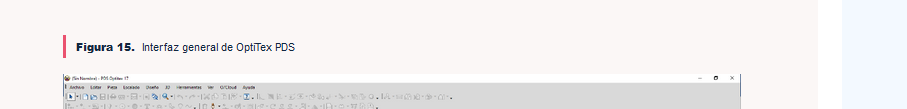 Figura 15. Interfaz general de OptiTex PDS
(Sin Nombre) - PDS Optitex 17
Archivo Editar Pieza Escalado Diseño 3D Herramientas Ver O/Cloud Ayuda